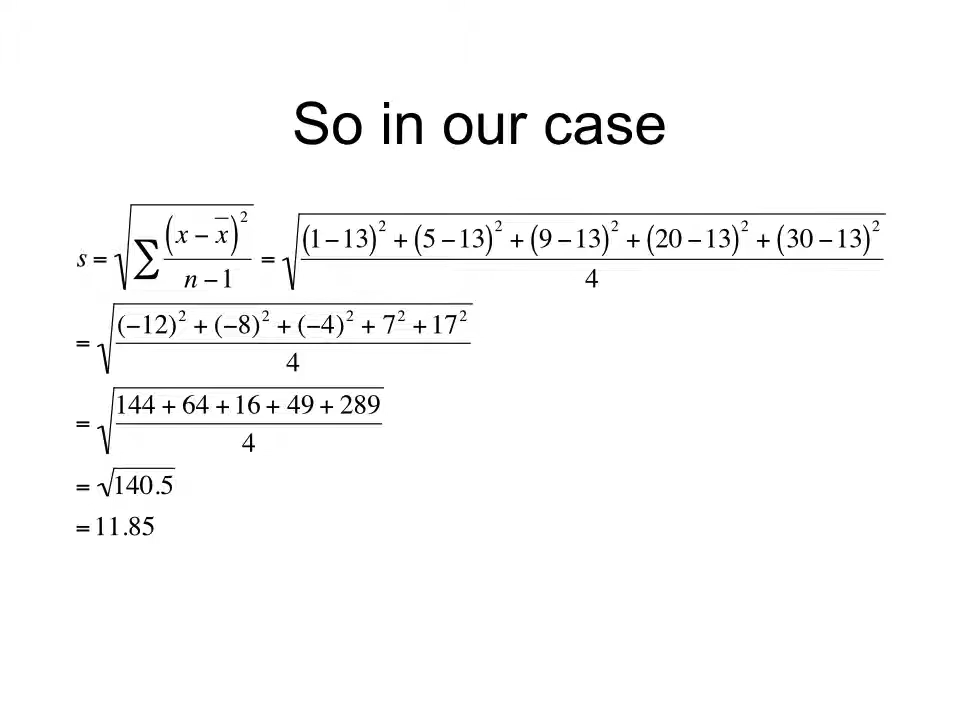 So in our case
s = √∑ (x − x̅)² / n − 1 = √(1 − 13)² + (5 − 13)² + (9 − 13)² + (20 − 13)² + (30 − 13)² / 4
= √(−12)² + (−8)² + (−4)² + 7² + 17² / 4
= √144 + 64 + 16 + 49 + 289 / 4
= √140.5
= 11.85